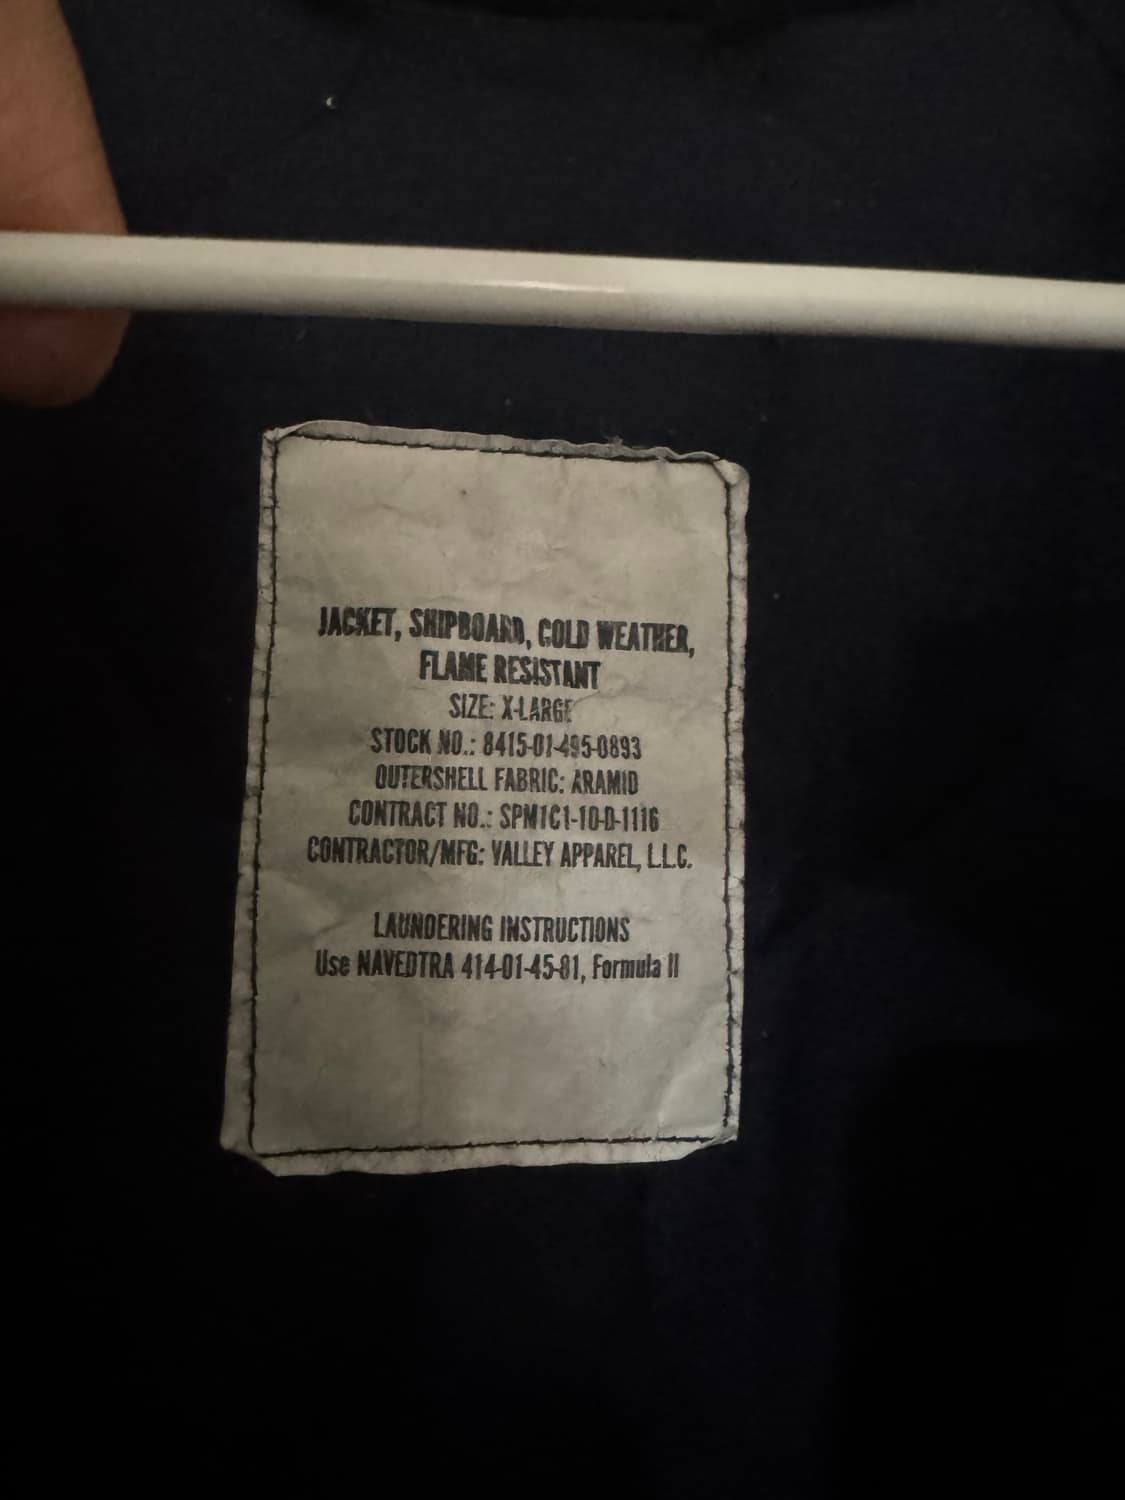 JACKET, SHIPBOARD, COLD WEATHER,
FLAME RESISTANT
SIZE: X-LARGE
STOCK NO.: 8415-01-495-0893
OUTERSHELL FABRIC: ARAMID
CONTRACT NO.: SPM1C1-10-D-1116
CONTRACTOR/MFG: VALLEY APPAREL, L.L.C.
LAUNDERING INSTRUCTIONS
Use NAVEDTRA 414-01-45-81, Formula II